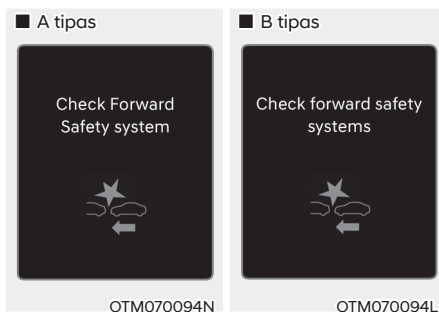 ■ A tipas
Check Forward
Safety system
OTM070094N
■ B tipas
Check forward safety
systems
OTM070094L